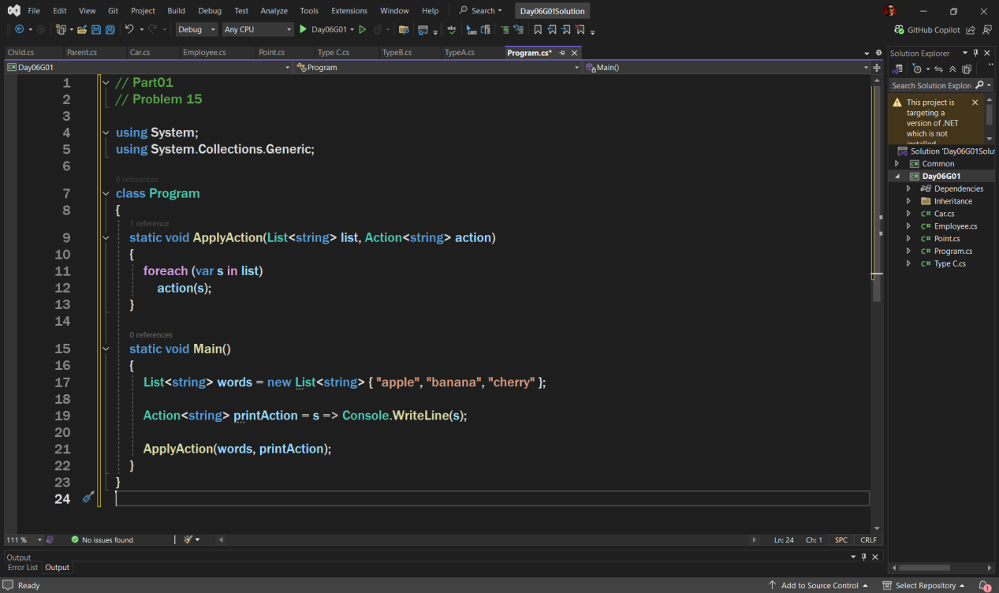 File Edit View Git Project Build Debug Test Analyze Tools Extensions Window Help Search Day06G01Solution
Debug Any CPU Day06G01 GitHub Copilot
Child.cs Parent.cs Car.cs Employee.cs Point.cs Type C.cs TypeB.cs TypeA.cs Program.cs*
Day06G01 Program Main()
1 // Part01
2 // Problem 15
3
4 using System;
5 using System.Collections.Generic;
6
0 references
7 class Program
8 {
1 reference
9 static void ApplyAction(List<string> list, Action<string> action)
10 {
11 foreach (var s in list)
12 action(s);
13 }
14
0 references
15 static void Main()
16 {
17 List<string> words = new List<string> { "apple", "banana", "cherry" };
18
19 Action<string> printAction = s => Console.WriteLine(s);
20
21 ApplyAction(words, printAction);
22 }
23 }
24
111 % No issues found Ln: 24 Ch: 1 SPC CRLF
Output
Error List Output
Ready Add to Source Control Select Repository 1
Solution Explorer
Search Solution Explor
This project is
targeting a
version of .NET
which is not
installed
Solution 'Day06G01Solu
Common
Day06G01
Dependencies
Inheritance
C# Car.cs
C# Employee.cs
C# Point.cs
C# Program.cs
C# Type C.cs